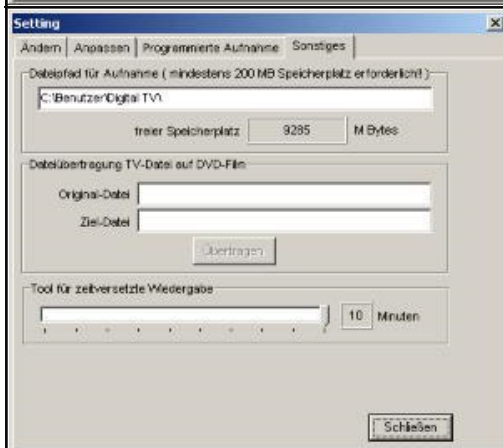 Setting
Ändern Anpassen Programmierte Aufnahme Sonstiges
Dateipfad für Aufnahme ( mindestens 200 MB Speicherplatz erforderlich!! )
C:\Benutzer\Digital TV\
freier Speicherplatz 9285 M Bytes
Dateiübertragung TV-Datei auf DVD-Film
Original-Datei
Ziel-Datei
Übertragen
Tool für zeitversetzte Wiedergabe
10 Minuten
Schließen